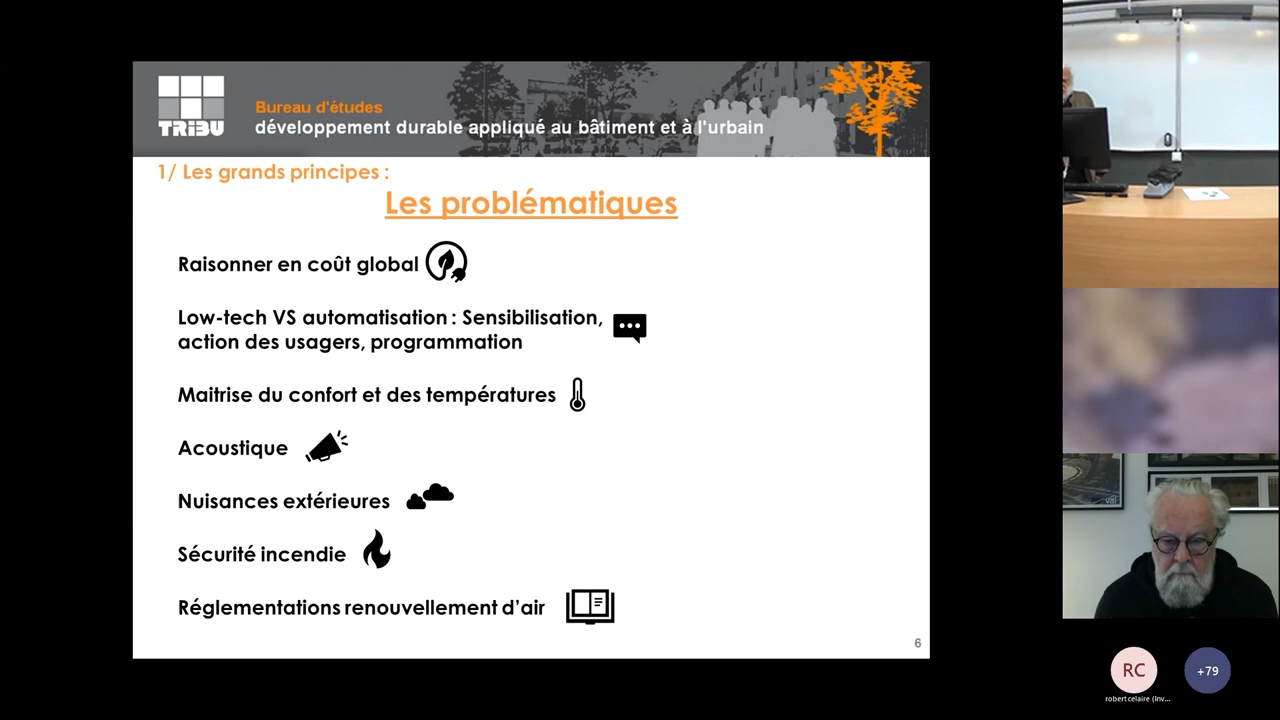 TRIBU
Bureau d'études
développement durable appliqué au bâtiment et à l'urbain
1/ Les grands principes :
Les problématiques
Raisonner en coût global
Low-tech VS automatisation : Sensibilisation,
action des usagers, programmation
Maitrise du confort et des températures
Acoustique
Nuisances extérieures
Sécurité incendie
Réglementations renouvellement d'air
6
RC
+79
robert celaire (Inv...